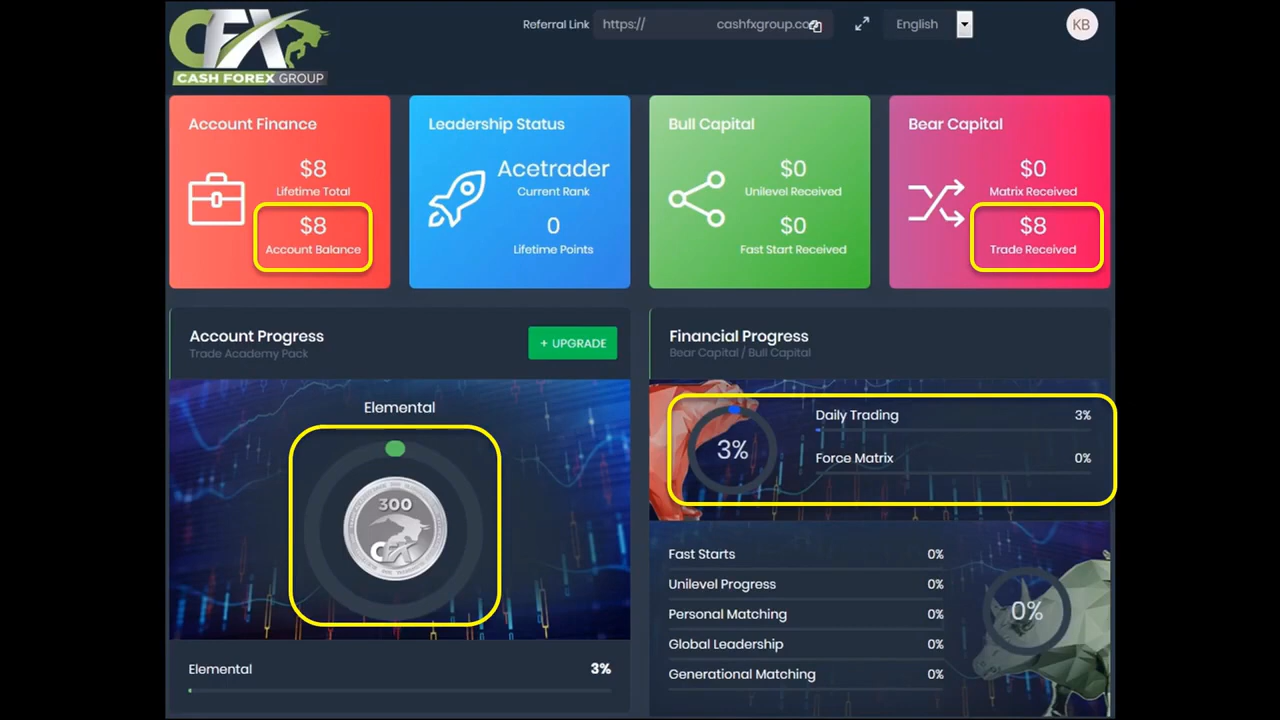 CFX
CASH FOREX GROUP
Referral Link
https://
cashfxgroup.co
English
KB
Account Finance
$8
Lifetime Total
$8
Account Balance
Leadership Status
Acetrader
Current Rank
0
Lifetime Points
Bull Capital
$0
Unilevel Received
$0
Fast Start Received
Bear Capital
$0
Matrix Received
$8
Trade Received
Account Progress
Trade Academy Pack
+ UPGRADE
Elemental
300
CFX
Elemental
3%
Financial Progress
Bear Capital / Bull Capital
3%
Daily Trading
3%
Force Matrix
0%
Fast Starts
0%
Unilevel Progress
0%
Personal Matching
0%
Global Leadership
0%
Generational Matching
0%
0%